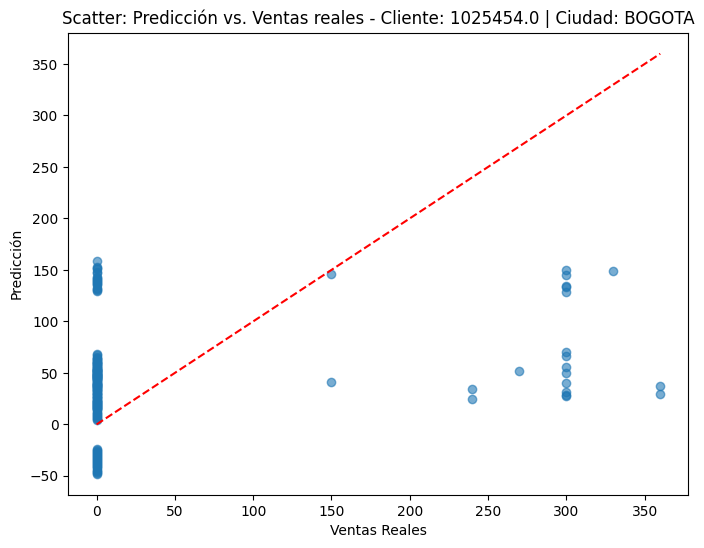 Scatter: Predicción vs. Ventas reales - Cliente: 1025454.0 | Ciudad: BOGOTA
350
300
250
200
150
100
50
0
−50
Predicción
0 50 100 150 200 250 300 350
Ventas Reales